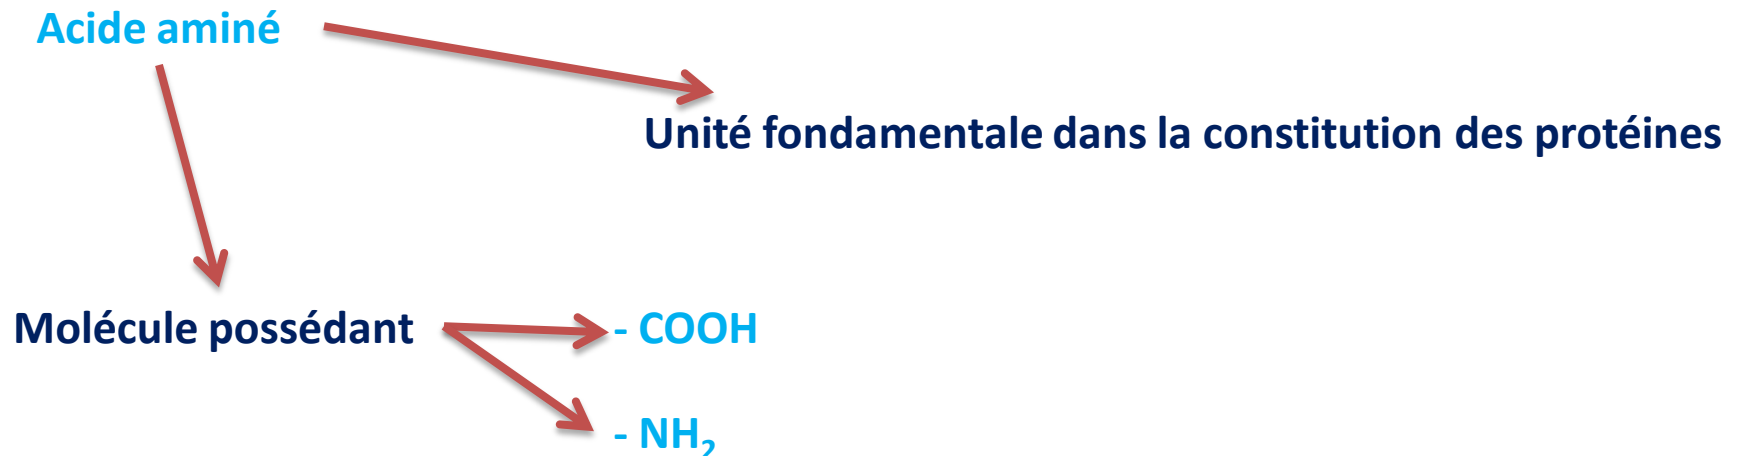 Acide aminé
Unité fondamentale dans la constitution des protéines
Molécule possédant - COOH
- NH₂